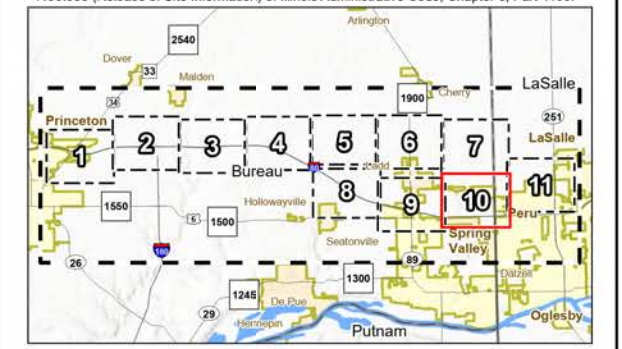 Arlington
2540
Dover
33
Malden
34
1900
Cherry
LaSalle
251
Princeton
LaSalle
1
2
3
4
5
6
7
Bureau
80
Ladd
8
9
10
11
1550
6
1500
Hollowayville
Peru
Spring
Valley
Seatonville
180
26
89
Dalzell
1300
1245
De Pue
29
Hennepin
Oglesby
Putnam